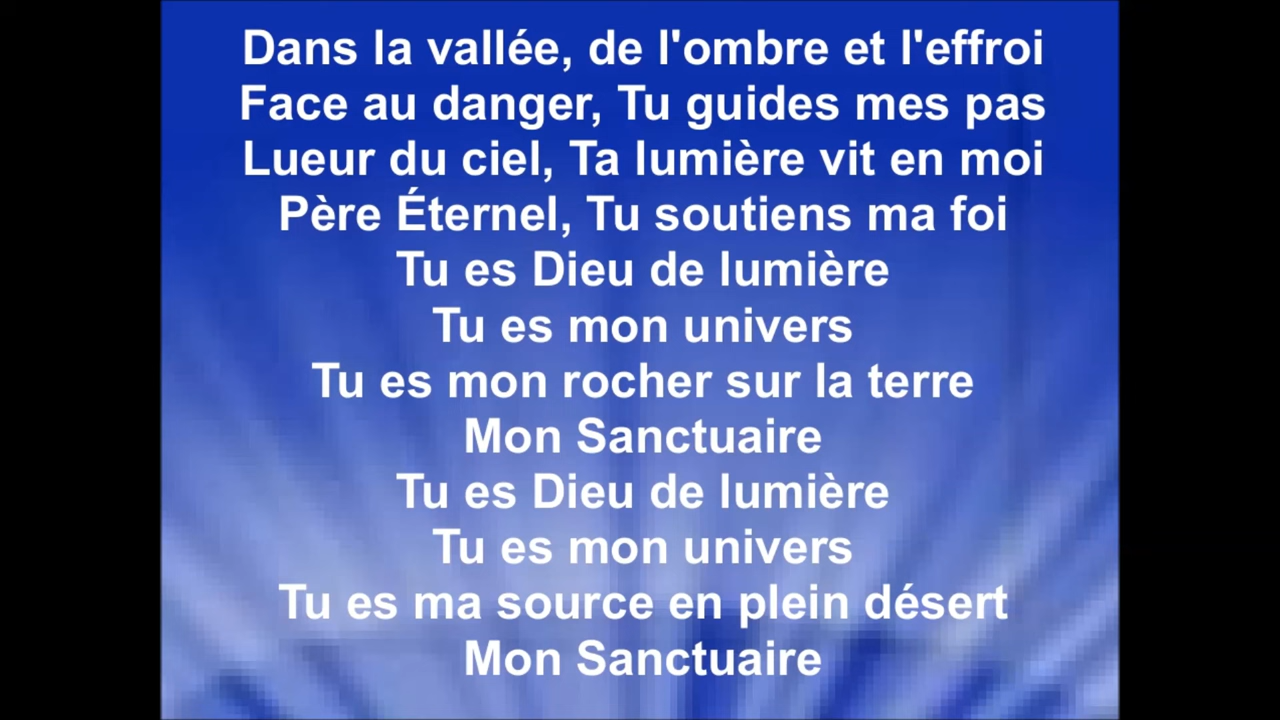 Dans la vallée, de l'ombre et l'effroi
Face au danger, Tu guides mes pas
Lueur du ciel, Ta lumière vit en moi
Père Éternel, Tu soutiens ma foi
Tu es Dieu de lumière
Tu es mon univers
Tu es mon rocher sur la terre
Mon Sanctuaire
Tu es Dieu de lumière
Tu es mon univers
Tu es ma source en plein désert
Mon Sanctuaire